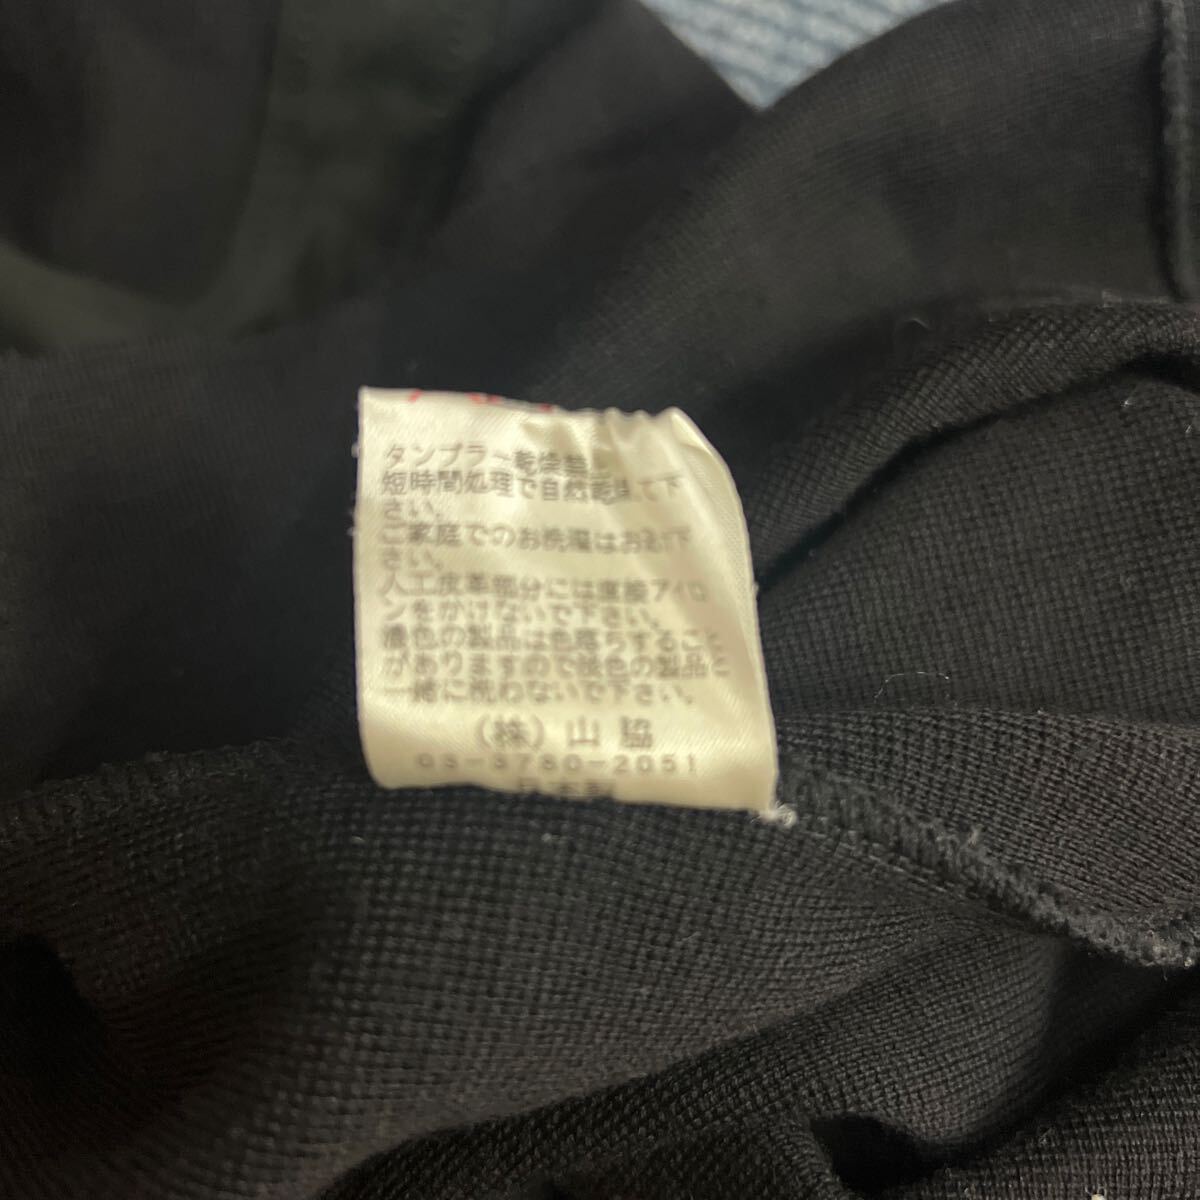 タンブラー乾燥禁止
短時間処理で自然乾燥で下
さい。
ご家庭でのお洗濯はお避け下
さい。
人工皮革部分には直接アイロ
ンをかけないで下さい。
濃色の製品は色落ちすること
がありますので淡色の製品と
一緒に洗わないで下さい。
(株)山脇
03-3780-2051
日本製